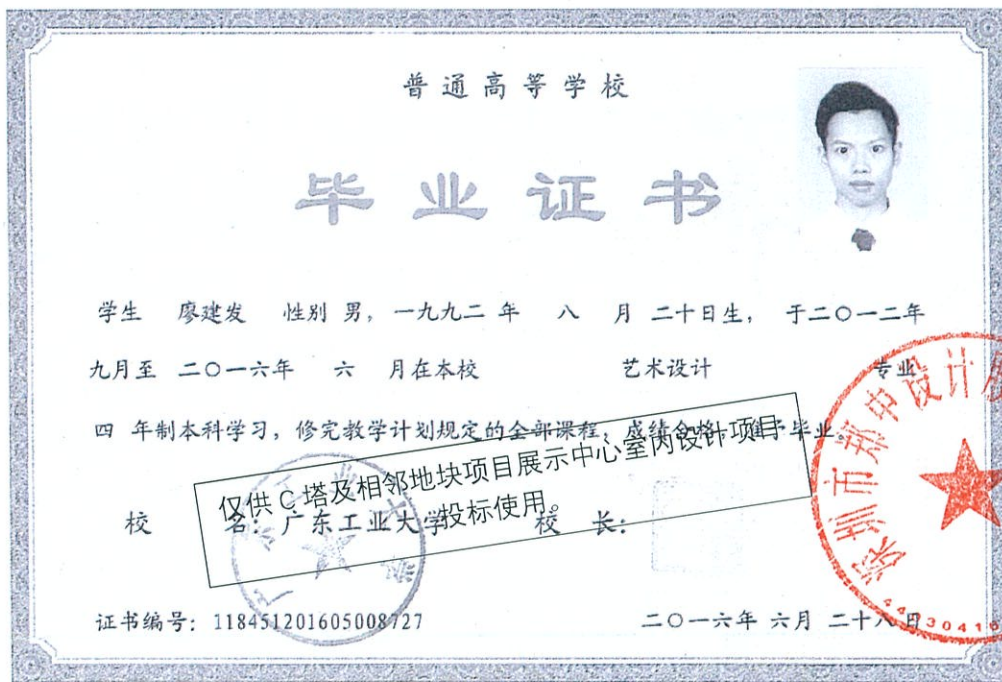 普通高等学校
毕业证书
学生 廖建发 性别 男，一九九二 年 八 月 二十日生， 于二〇一二年
九月至 二〇一六年 六 月在本校 艺术设计 专业
四 年制本科学习，修完教学计划规定的全部课程，成绩合格，准予毕业。
仅供C塔及相邻地块项目展示中心室内设计项目
投标使用。
校 名：广东工业大学 校 长：
证书编号：118451201605008727 二〇一六年 六月 二十八日
深圳市郑中设计